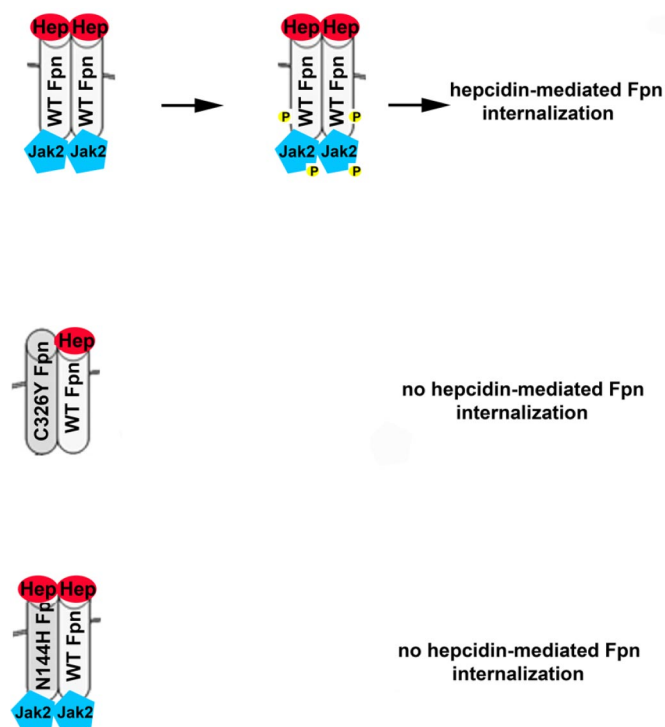 Hep Hep Hep Hep
WT Fpn WT Fpn WT Fpn WT Fpn
hepcidin-mediated Fpn
internalization
P P
Jak2 Jak2 Jak2 Jak2
P P
Hep
C326Y Fpn WT Fpn
no hepcidin-mediated Fpn
internalization
Hep Hep
N144H Fp WT Fpn
no hepcidin-mediated Fpn
internalization
Jak2 Jak2